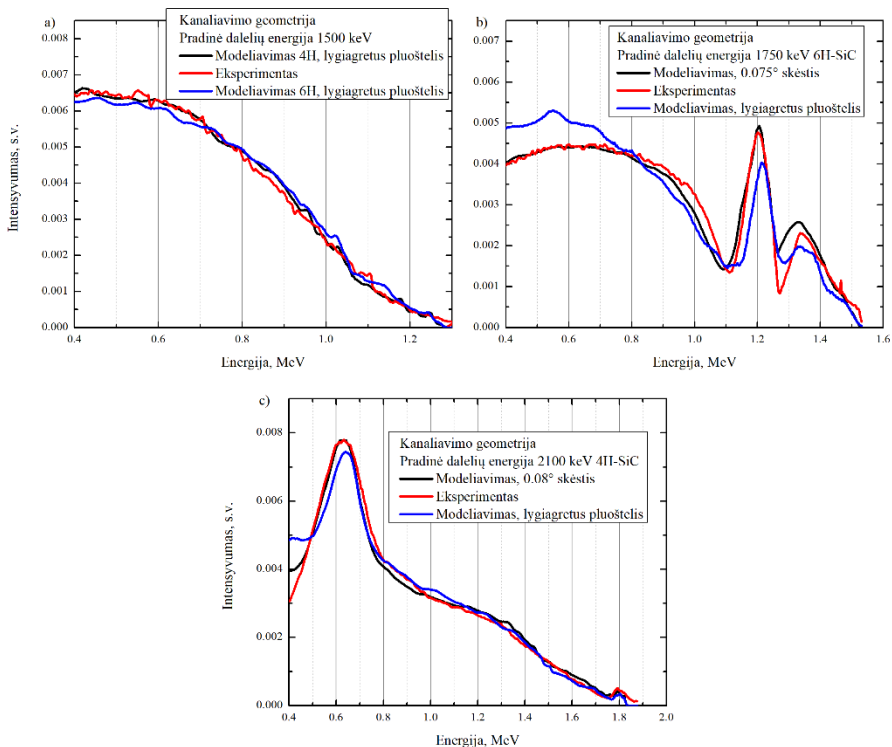 a)
Kanaliavimo geometrija
Pradinė dalelių energija 1500 keV
Modeliavimas 4H, lygiagretus pluoštelis
Eksperimentas
Modeliavimas 6H, lygiagretus pluoštelis
Intensyvumas, s.v.
0.008
0.007
0.006
0.005
0.004
0.003
0.002
0.001
0.000
0.4
0.6
0.8
1.0
1.2
Energija, MeV
b)
Kanaliavimo geometrija
Pradinė dalelių energija 1750 keV 6H-SiC
Modeliavimas, 0.075° skėstis
Eksperimentas
Modeliavimas, lygiagretus pluoštelis
0.007
0.006
0.005
0.004
0.003
0.002
0.001
0.000
0.4
0.6
0.8
1.0
1.2
1.4
1.6
Energija, MeV
c)
Kanaliavimo geometrija
Pradinė dalelių energija 2100 keV 4H-SiC
Modeliavimas, 0.08° skėstis
Eksperimentas
Modeliavimas, lygiagretus pluoštelis
Intensyvumas, s.v.
0.008
0.006
0.004
0.002
0.000
0.4
0.6
0.8
1.0
1.2
1.4
1.6
1.8
2.0
Energija, MeV